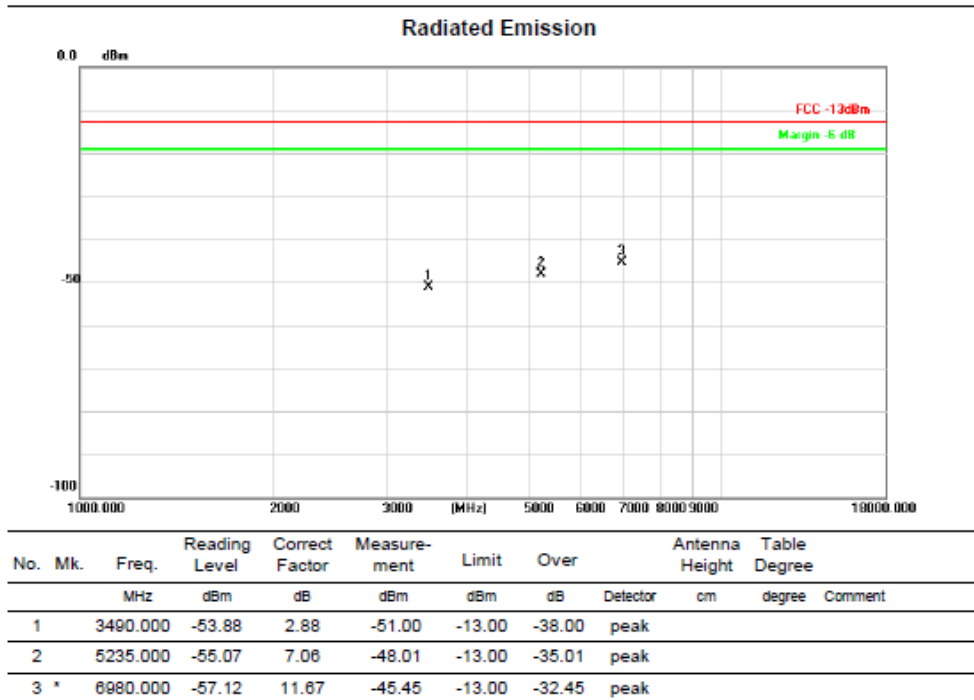 Radiated Emission
0.0 dBm
FCC -13dBm
Margin -6 dB
3
2
1
-50
-100
1000.000 2000 3000 (MHz) 5000 6000 7000 8000 9000 18000.000
No. Mk. Freq. Reading Level Correct Factor Measure-ment Limit Over Antenna Height Table Degree
MHz dBm dB dBm dBm dB Detector cm degree Comment
1 3490.000 -53.88 2.88 -51.00 -13.00 -38.00 peak
2 5235.000 -55.07 7.06 -48.01 -13.00 -35.01 peak
3 * 6980.000 -57.12 11.67 -45.45 -13.00 -32.45 peak